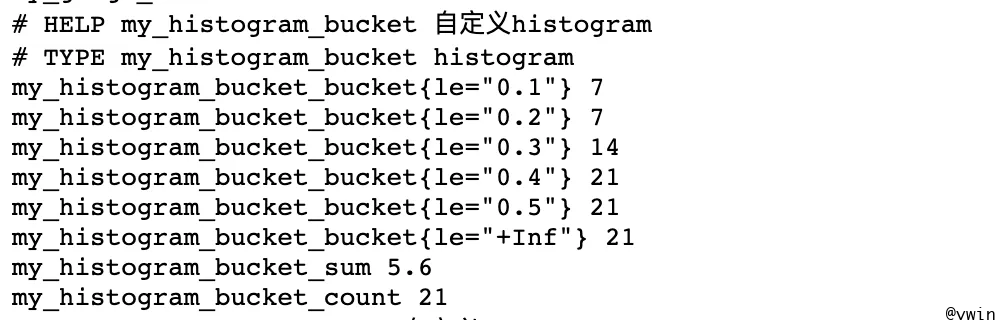 # HELP my_histogram_bucket 自定义histogram
# TYPE my_histogram_bucket histogram
my_histogram_bucket_bucket{le="0.1"} 7
my_histogram_bucket_bucket{le="0.2"} 7
my_histogram_bucket_bucket{le="0.3"} 14
my_histogram_bucket_bucket{le="0.4"} 21
my_histogram_bucket_bucket{le="0.5"} 21
my_histogram_bucket_bucket{le="+Inf"} 21
my_histogram_bucket_sum 5.6
my_histogram_bucket_count 21
@vwin